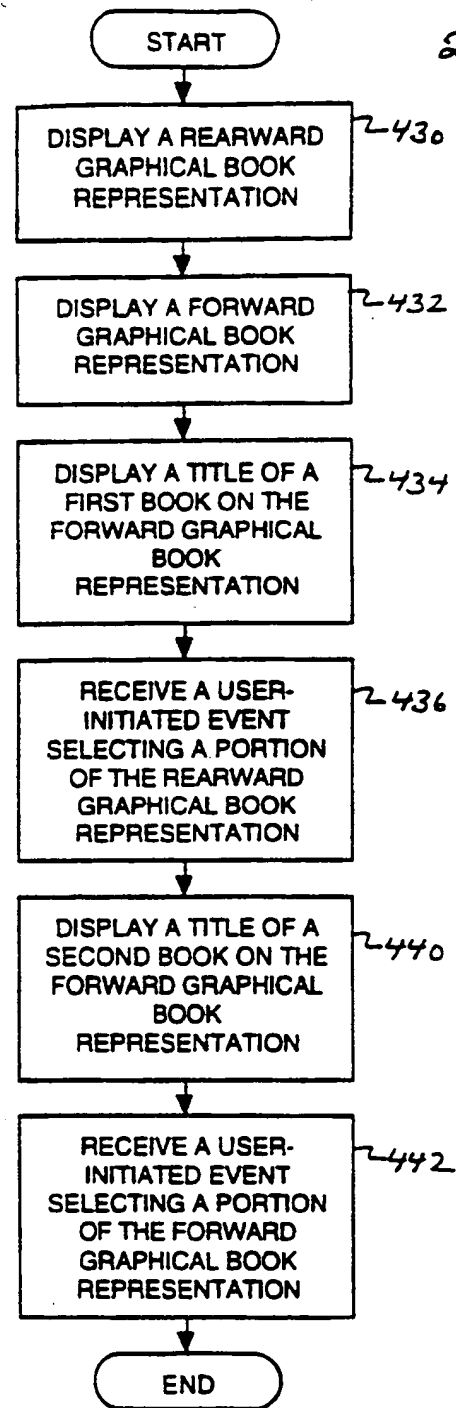 START
DISPLAY A REARWARD
GRAPHICAL BOOK
REPRESENTATION
430
DISPLAY A FORWARD
GRAPHICAL BOOK
REPRESENTATION
432
DISPLAY A TITLE OF A
FIRST BOOK ON THE
FORWARD GRAPHICAL
BOOK
REPRESENTATION
434
RECEIVE A USER-
INITIATED EVENT
SELECTING A PORTION
OF THE REARWARD
GRAPHICAL BOOK
REPRESENTATION
436
DISPLAY A TITLE OF A
SECOND BOOK ON THE
FORWARD GRAPHICAL
BOOK
REPRESENTATION
440
RECEIVE A USER-
INITIATED EVENT
SELECTING A PORTION
OF THE FORWARD
GRAPHICAL BOOK
REPRESENTATION
442
END